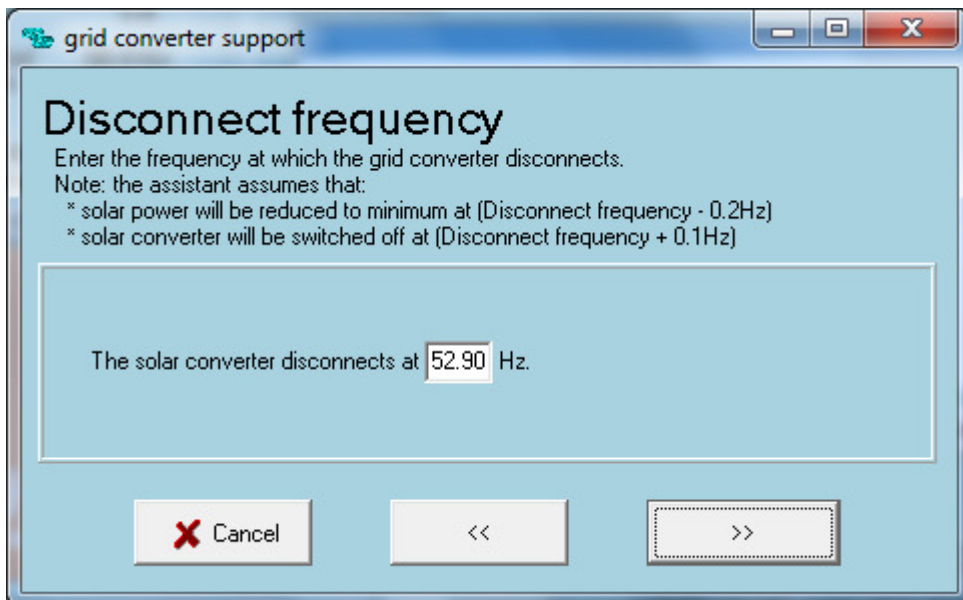 grid converter support
Disconnect frequency
Enter the frequency at which the grid converter disconnects.
Note: the assistant assumes that:
* solar power will be reduced to minimum at (Disconnect frequency - 0.2Hz)
* solar converter will be switched off at (Disconnect frequency + 0.1Hz)
The solar converter disconnects at 52.90 Hz.
Cancel << >>